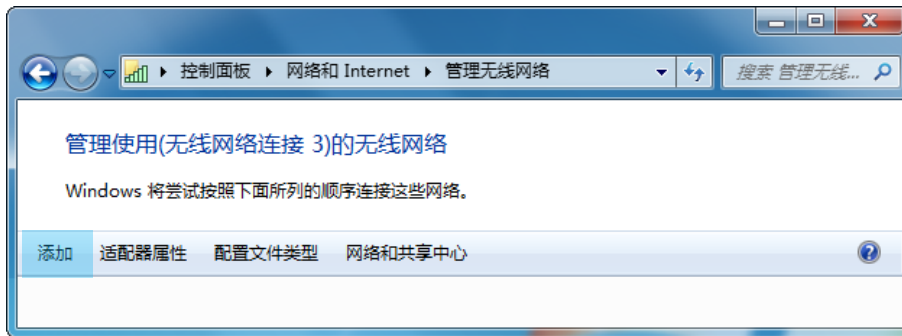 控制面板 ▸ 网络和 Internet ▸ 管理无线网络 搜索 管理无线...
管理使用(无线网络连接 3)的无线网络
Windows 将尝试按照下面所列的顺序连接这些网络。
添加 适配器属性 配置文件类型 网络和共享中心